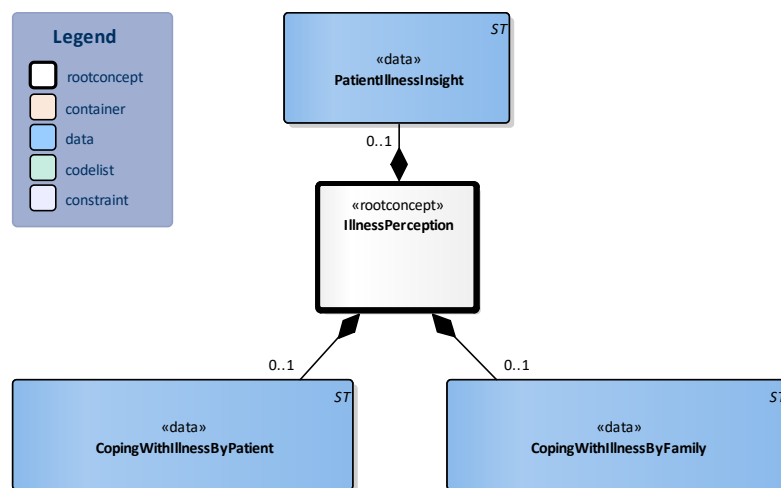 Legend
rootconcept
container
data
codelist
constraint
ST
«data»
PatientIllnessInsight
0..1
«rootconcept»
IllnessPerception
0..1
0..1
ST
«data»
CopingWithIllnessByPatient
ST
«data»
CopingWithIllnessByFamily